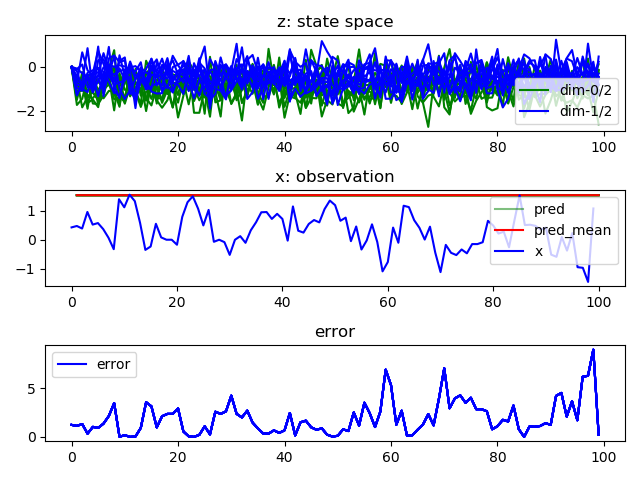 z: state space
0
−2
dim-0/2
dim-1/2
0 20 40 60 80 100
x: observation
1
0
−1
pred
pred_mean
x
0 20 40 60 80 100
error
error
5
0
0 20 40 60 80 100